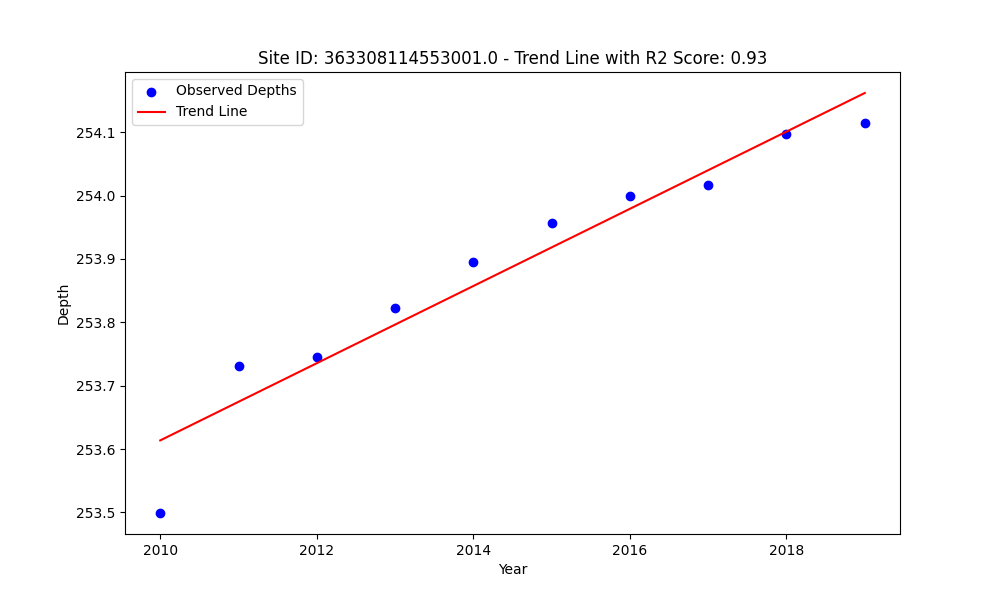 Site ID: 363308114553001.0 - Trend Line with R2 Score: 0.93
Observed Depths
Trend Line
254.1
254.0
253.9
253.8
253.7
253.6
253.5
Depth
2010 2012 2014 2016 2018
Year